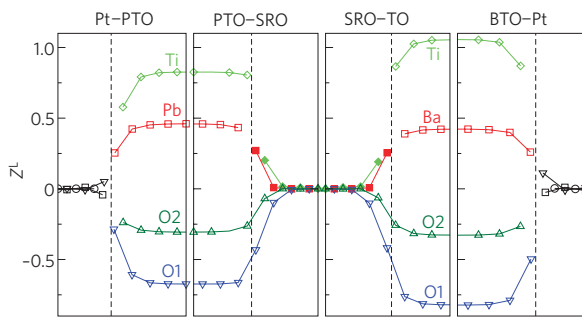 Pt–PTO PTO–SRO SRO–TO BTO–Pt
1.0
Ti Ti
0.5
Pb Ba
Z^L 0
O2 O2
−0.5
O1 O1